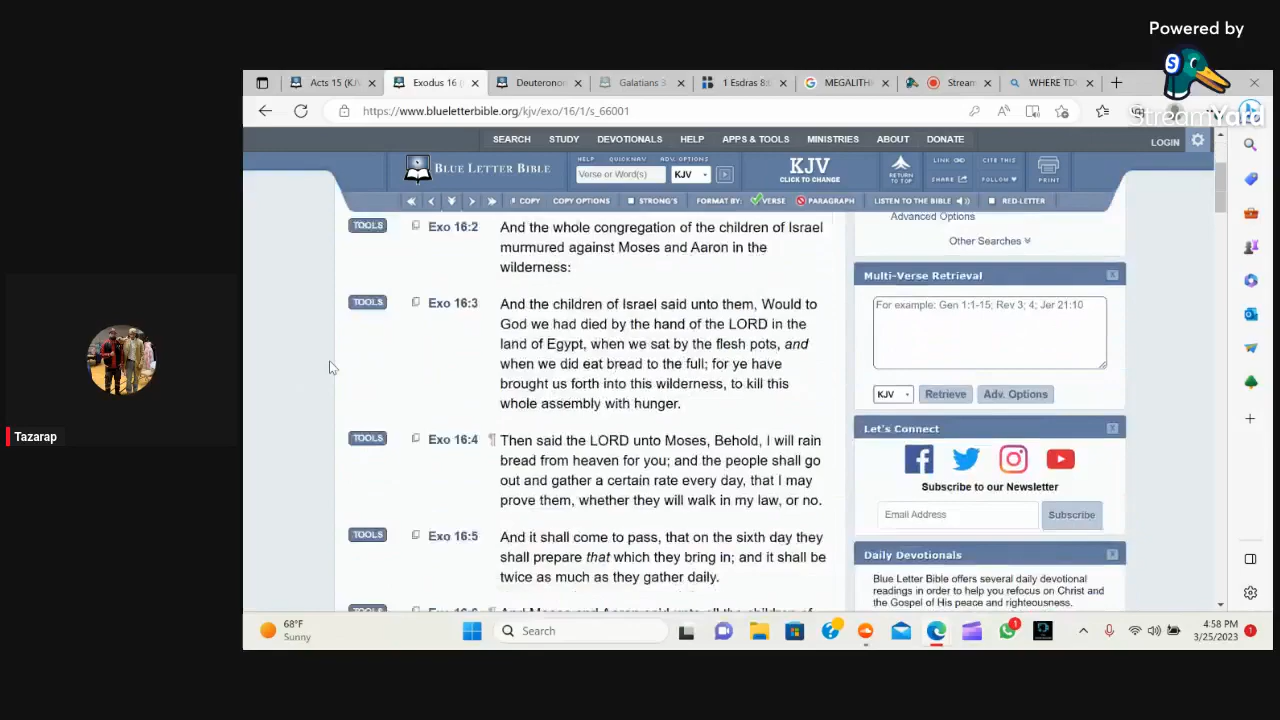 Powered by
StreamYard
Acts 15 (KJ
Exodus 16 (
Deuterono
Galatians 3
1 Esdras 8:
MEGALITH
Stream
WHERE TD
https://www.blueletterbible.org/kjv/exo/16/1/s_66001
SEARCH STUDY DEVOTIONALS HELP APPS & TOOLS MINISTRIES ABOUT DONATE
LOGIN
BLUE LETTER BIBLE
HELP QUICKNAV ADV. OPTIONS
Verse or Word(s) KJV
KJV
CLICK TO CHANGE
RETURN TO TOP
LINK
CITE THIS
SHARE
FOLLOW
PRINT
COPY COPY OPTIONS STRONG'S FORMAT BY: VERSE PARAGRAPH LISTEN TO THE BIBLE RED-LETTER
TOOLS Exo 16:2 And the whole congregation of the children of Israel
murmured against Moses and Aaron in the
wilderness:
TOOLS Exo 16:3 And the children of Israel said unto them, Would to
God we had died by the hand of the LORD in the
land of Egypt, when we sat by the flesh pots, and
when we did eat bread to the full; for ye have
brought us forth into this wilderness, to kill this
whole assembly with hunger.
TOOLS Exo 16:4 ¶ Then said the LORD unto Moses, Behold, I will rain
bread from heaven for you; and the people shall go
out and gather a certain rate every day, that I may
prove them, whether they will walk in my law, or no.
TOOLS Exo 16:5 And it shall come to pass, that on the sixth day they
shall prepare that which they bring in; and it shall be
twice as much as they gather daily.
Advanced Options
Other Searches
Multi-Verse Retrieval
For example: Gen 1:1-15; Rev 3; 4; Jer 21:10
KJV Retrieve Adv. Options
Let's Connect
Subscribe to our Newsletter
Email Address Subscribe
Daily Devotionals
Blue Letter Bible offers several daily devotional
readings in order to help you refocus on Christ and
the Gospel of His peace and righteousness.
Tazarap
68°F
Sunny
Search
4:58 PM
3/25/2023